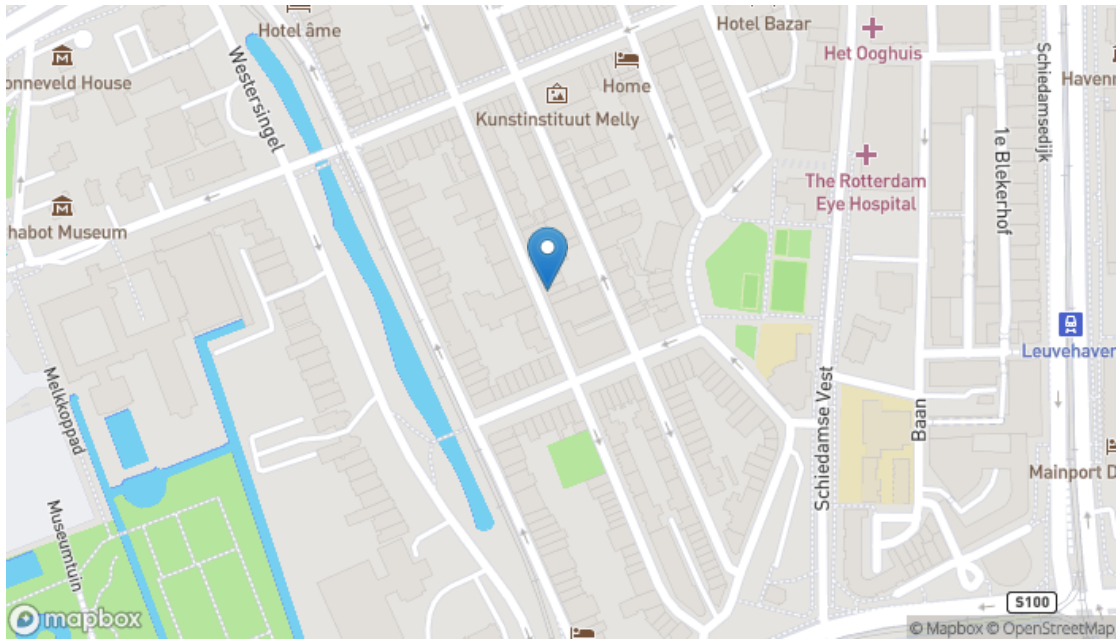 Hotel âme
Hotel Bazar
Het Ooghuis
onneveld House
Home
Schiedamsedijk
Havenm
Westersingel
Kunstinstituut Melly
1e Blekerhof
The Rotterdam
Eye Hospital
habot Museum
Leuvehaven
Melkkoppad
Schiedamse Vest
Baan
Mainport D
Museumtuin
S100
mapbox
© Mapbox © OpenStreetMap